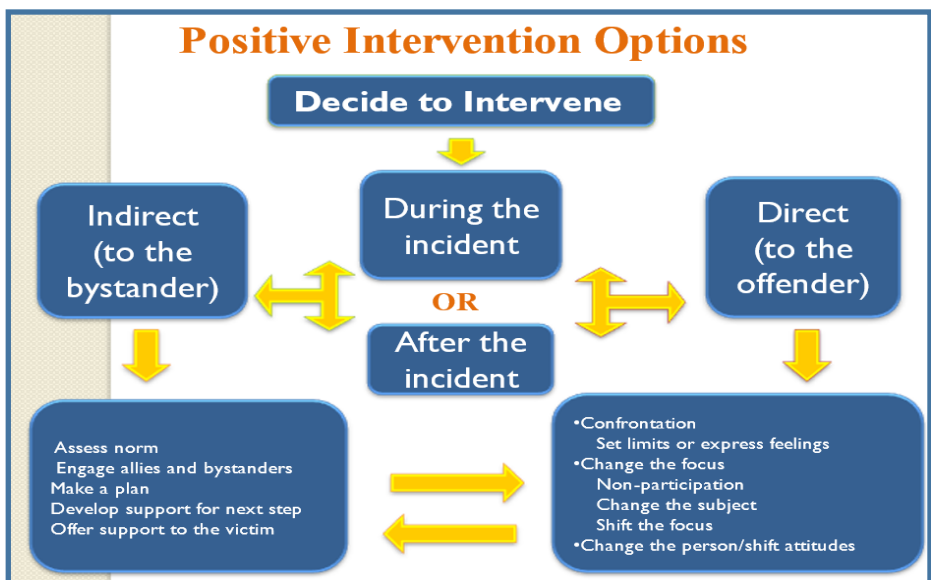 Positive Intervention Options
Decide to Intervene
Indirect
(to the
bystander)
During the
incident
OR
After the
incident
Direct
(to the
offender)
Assess norm
Engage allies and bystanders
Make a plan
Develop support for next step
Offer support to the victim
•Confrontation
Set limits or express feelings
•Change the focus
Non-participation
Change the subject
Shift the focus
•Change the person/shift attitudes